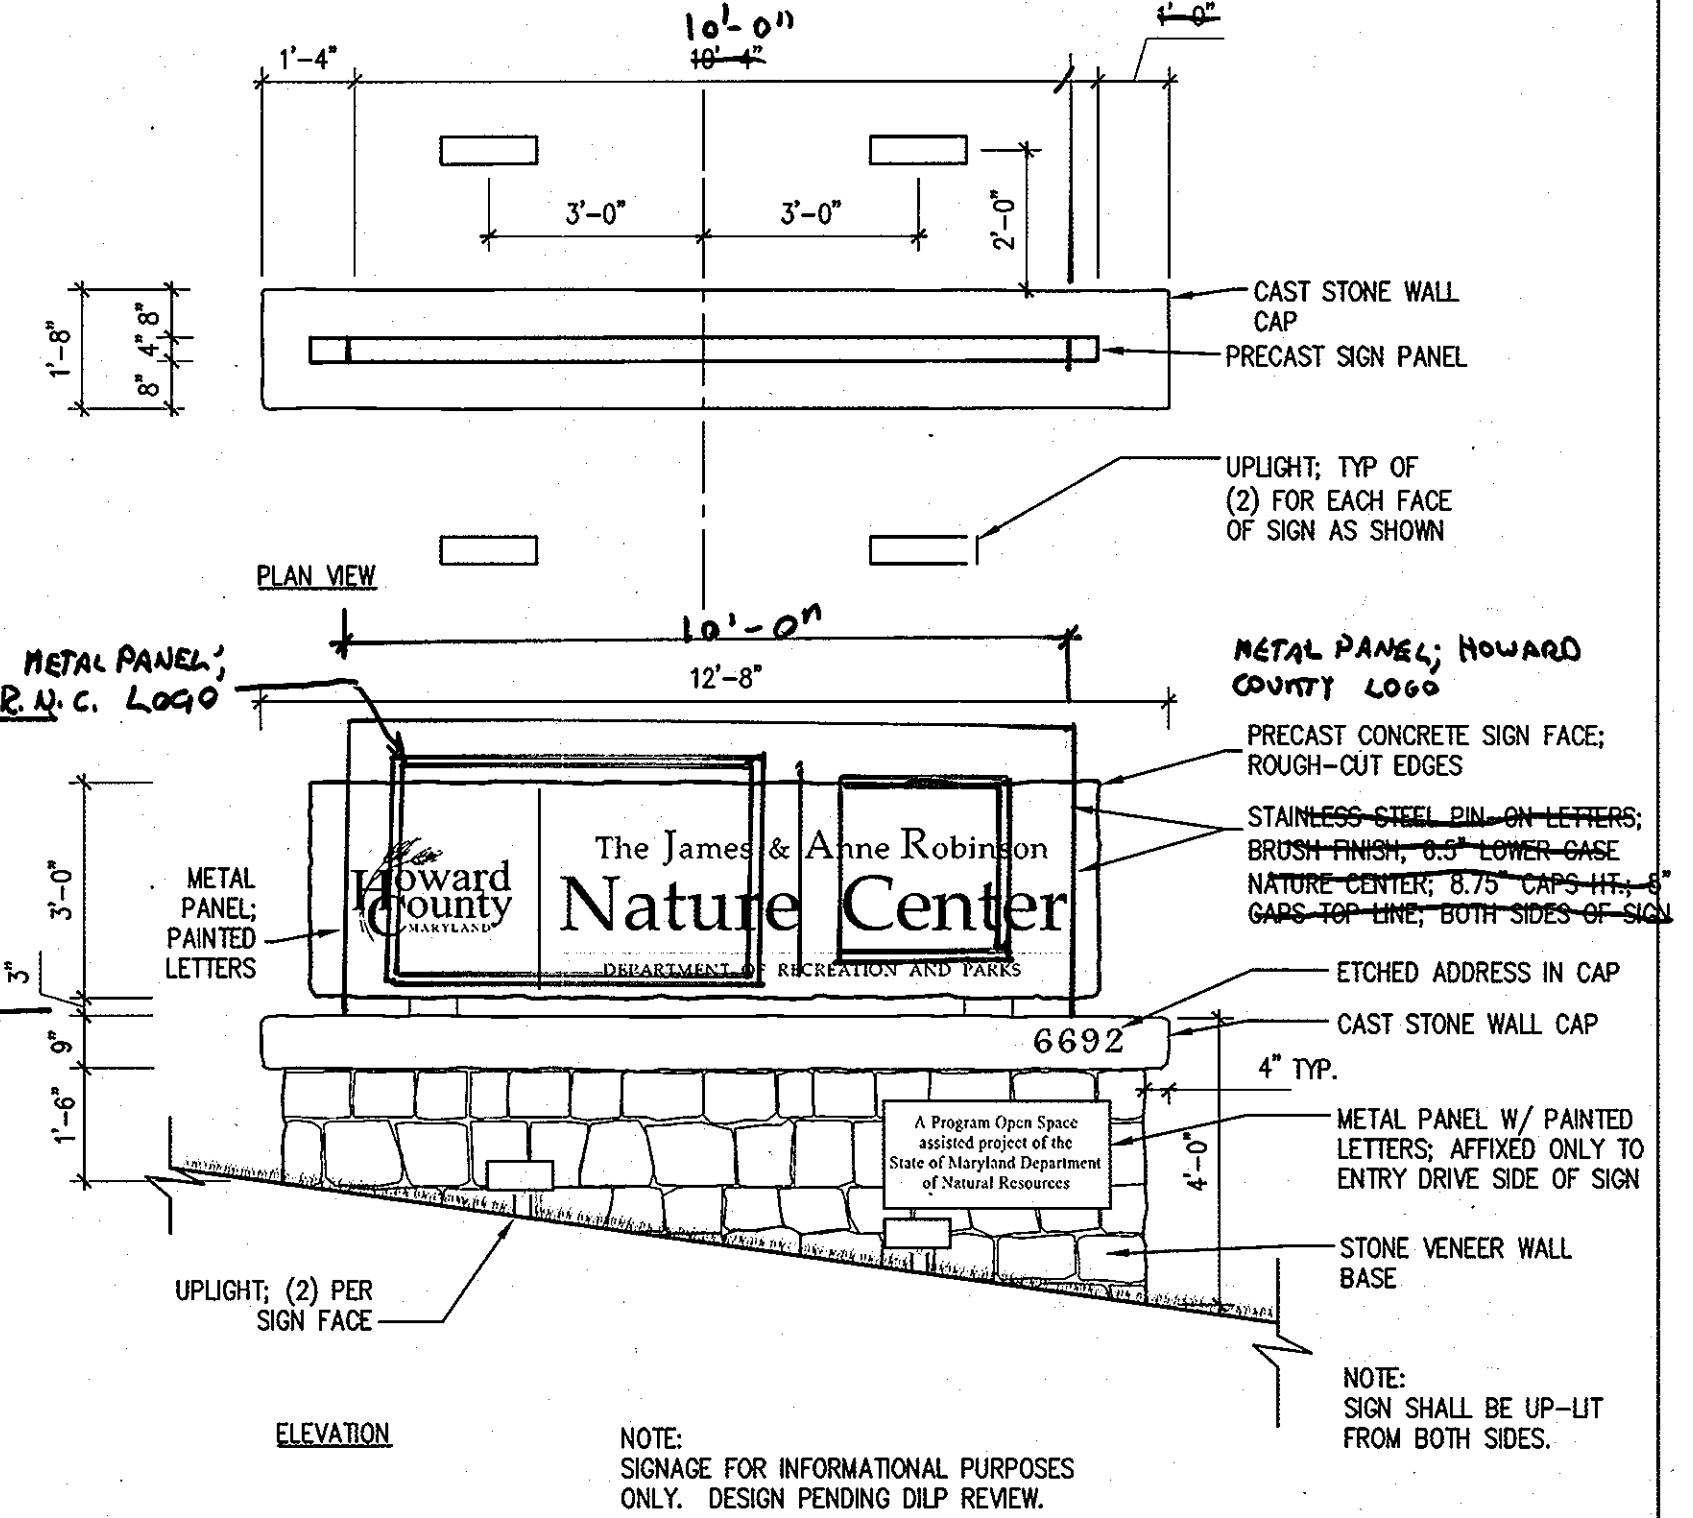 10'-0"
1'-4"
10'-4"
1'-0"
3'-0"
3'-0"
2'-0"
1'-8"
8"
4"
8"
CAST STONE WALL
CAP
PRECAST SIGN PANEL
UPLIGHT; TYP OF
(2) FOR EACH FACE
OF SIGN AS SHOWN
PLAN VIEW
10'-0"
12'-8"
METAL PANEL;
R.N.C. LOGO
METAL PANEL; HOWARD
COUNTY LOGO
PRECAST CONCRETE SIGN FACE;
ROUGH-CUT EDGES
STAINLESS STEEL PIN-ON LETTERS;
BRUSH FINISH, 6.5" LOWER CASE
NATURE CENTER; 8.75" CAPS HT.; 5"
CAPS TOP LINE; BOTH SIDES OF SIGN
METAL
PANEL;
PAINTED
LETTERS
Howard
County
MARYLAND
The James & Anne Robinson
Nature Center
DEPARTMENT OF RECREATION AND PARKS
3'-0"
3"
9"
1'-6"
6692
ETCHED ADDRESS IN CAP
CAST STONE WALL CAP
4" TYP.
4'-0"
A Program Open Space
assisted project of the
State of Maryland Department
of Natural Resources
METAL PANEL W/ PAINTED
LETTERS; AFFIXED ONLY TO
ENTRY DRIVE SIDE OF SIGN
STONE VENEER WALL
BASE
UPLIGHT; (2) PER
SIGN FACE
NOTE:
SIGN SHALL BE UP-LIT
FROM BOTH SIDES.
ELEVATION
NOTE:
SIGNAGE FOR INFORMATIONAL PURPOSES
ONLY. DESIGN PENDING DILP REVIEW.